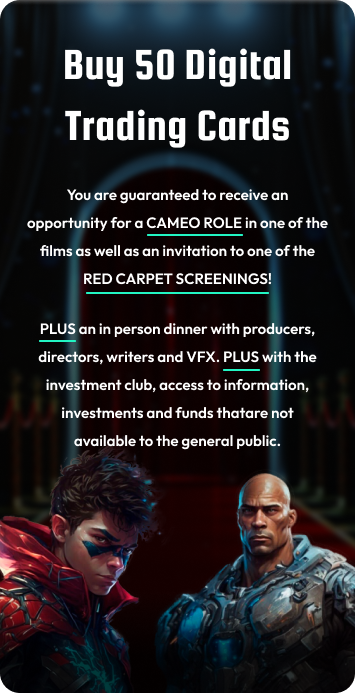 Buy 50 Digital
Trading Cards
You are guaranteed to receive an
opportunity for a CAMEO ROLE in one of the
films as well as an invitation to one of the
RED CARPET SCREENINGS!
PLUS an in person dinner with producers,
directors, writers and VFX. PLUS with the
investment club, access to information,
investments and funds thatare not
available to the general public.